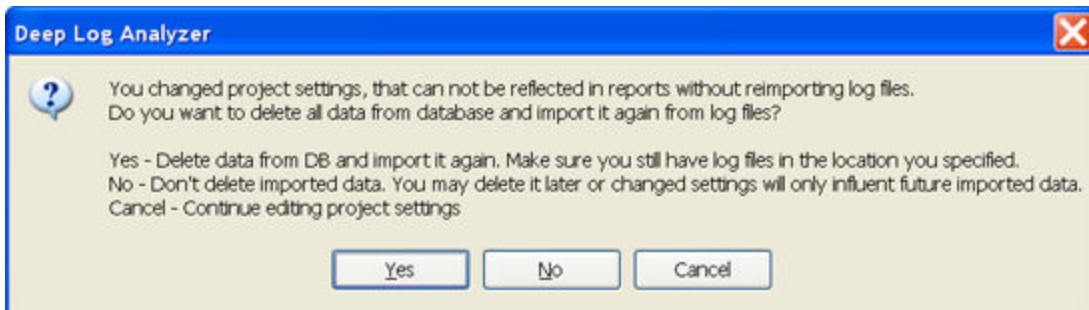 Deep Log Analyzer
You changed project settings, that can not be reflected in reports without reimporting log files.
Do you want to delete all data from database and import it again from log files?
Yes - Delete data from DB and import it again. Make sure you still have log files in the location you specified.
No - Don't delete imported data. You may delete it later or changed settings will only influent future imported data.
Cancel - Continue editing project settings
Yes No Cancel